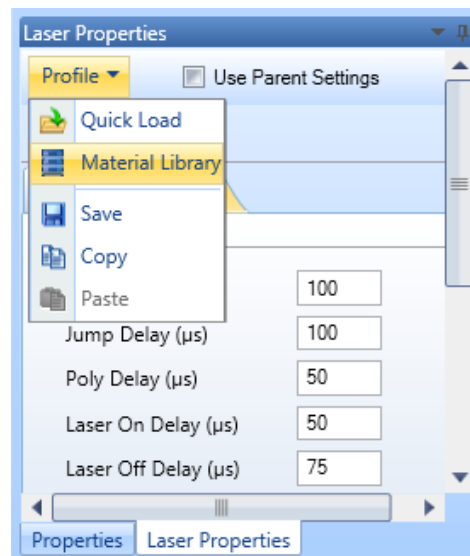 Laser Properties
Profile Use Parent Settings
Quick Load
Material Library
Save
Copy
Paste
100
Jump Delay (µs) 100
Poly Delay (µs) 50
Laser On Delay (µs) 50
Laser Off Delay (µs) 75
Properties Laser Properties